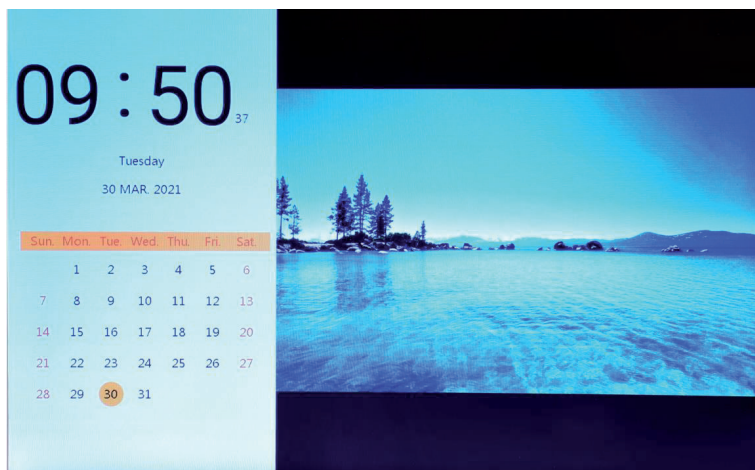 09:50 37
Tuesday
30 MAR. 2021
Sun. Mon. Tue. Wed. Thu. Fri. Sat.
1 2 3 4 5 6
7 8 9 10 11 12 13
14 15 16 17 18 19 20
21 22 23 24 25 26 27
28 29 30 31